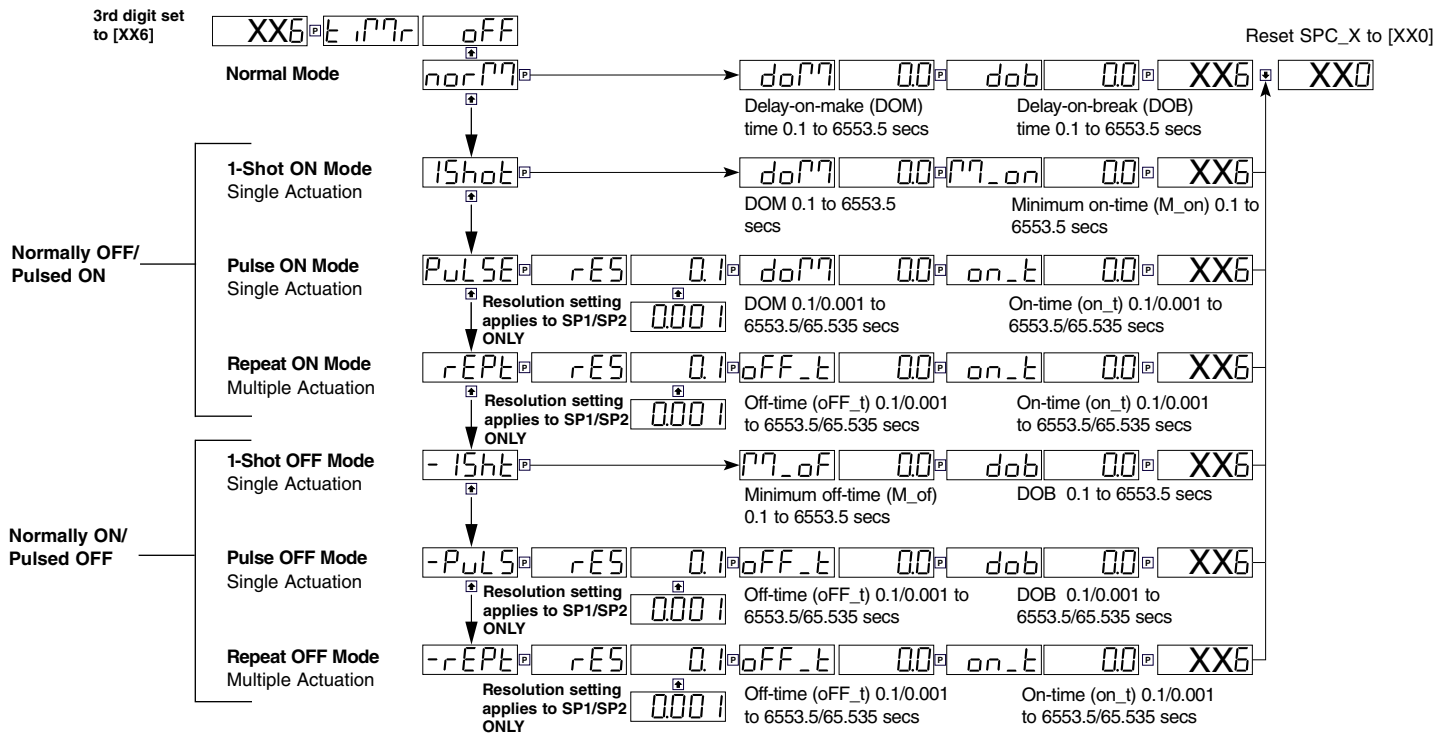 3rd digit set
to [XX6]
XX6 P t iMr oFF
Reset SPC_X to [XX0]
Normal Mode
norM P doM 0.0 P dob 0.0 P XX6 XX0
Delay-on-make (DOM)
time 0.1 to 6553.5 secs
Delay-on-break (DOB)
time 0.1 to 6553.5 secs
Normally OFF/
Pulsed ON
1-Shot ON Mode
Single Actuation
1Shot P doM 0.0 P M_on 0.0 P XX6
DOM 0.1 to 6553.5
secs
Minimum on-time (M_on) 0.1 to
6553.5 secs
Pulse ON Mode
Single Actuation
PuLSE P rES 0.1 P doM 0.0 P on_t 0.0 P XX6
Resolution setting
applies to SP1/SP2
ONLY
0.001
DOM 0.1/0.001 to
6553.5/65.535 secs
On-time (on_t) 0.1/0.001 to
6553.5/65.535 secs
Repeat ON Mode
Multiple Actuation
rEPt P rES 0.1 P oFF_t 0.0 P on_t 0.0 P XX6
Resolution setting
applies to SP1/SP2
ONLY
0.001
Off-time (oFF_t) 0.1/0.001
to 6553.5/65.535 secs
On-time (on_t) 0.1/0.001
to 6553.5/65.535 secs
Normally ON/
Pulsed OFF
1-Shot OFF Mode
Single Actuation
-1Sht P M_oF 0.0 P dob 0.0 P XX6
Minimum off-time (M_of)
0.1 to 6553.5 secs
DOB 0.1 to 6553.5 secs
Pulse OFF Mode
Single Actuation
-PuLS P rES 0.1 P oFF_t 0.0 P dob 0.0 P XX6
Resolution setting
applies to SP1/SP2
ONLY
0.001
Off-time (oFF_t) 0.1/0.001 to
6553.5/65.535 secs
DOB 0.1/0.001 to
6553.5/65.535 secs
Repeat OFF Mode
Multiple Actuation
-rEPt P rES 0.1 P oFF_t 0.0 P on_t 0.0 P XX6
Resolution setting
applies to SP1/SP2
ONLY
0.001
Off-time (oFF_t) 0.1/0.001
to 6553.5/65.535 secs
On-time (on_t) 0.1/0.001
to 6553.5/65.535 secs